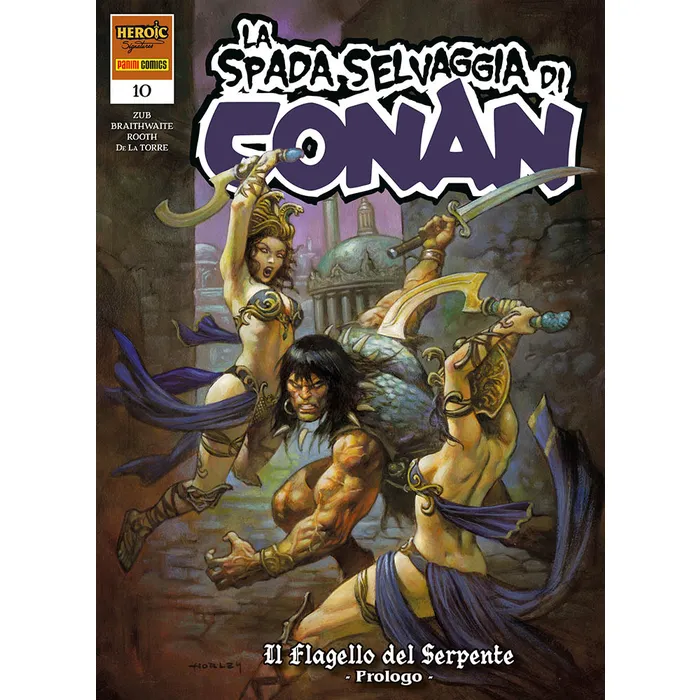 HEROIC
Signatures
PANINI COMICS
10
ZUB
BRAITHWAITE
ROOTH
DE LA TORRE
LA
SPADA SELVAGGIA DI
CONAN
Il Flagello del Serpente
- Prologo -
HORLEY